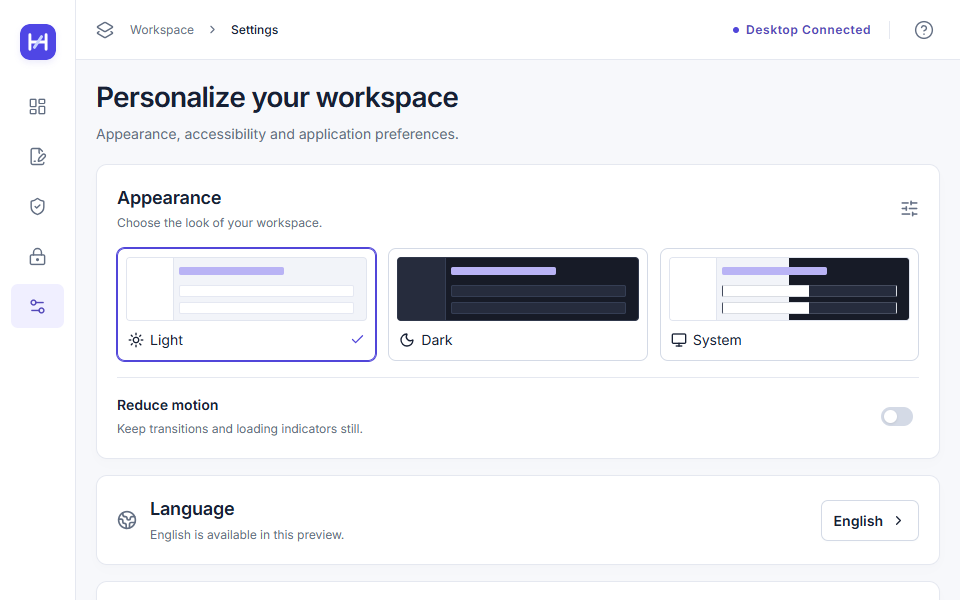 Workspace
Settings
Desktop Connected
Personalize your workspace
Appearance, accessibility and application preferences.
Appearance
Choose the look of your workspace.
Light
Dark
System
Reduce motion
Keep transitions and loading indicators still.
Language
English is available in this preview.
English